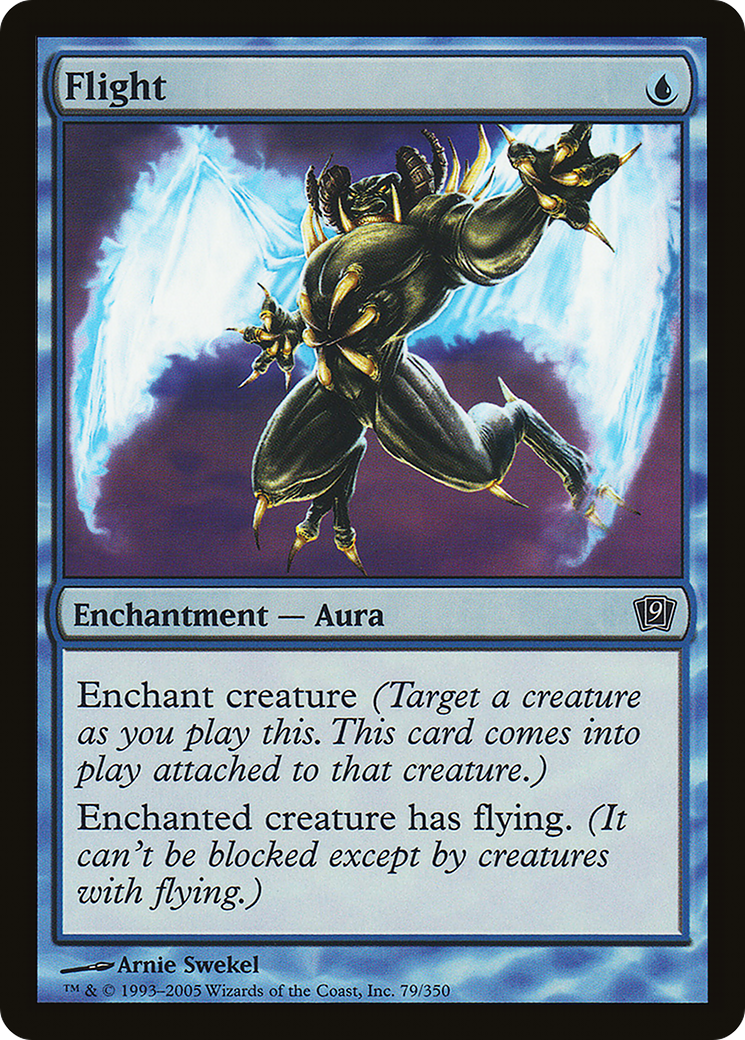 Flight
Enchantment — Aura
9
Enchant creature (Target a creature
as you play this. This card comes into
play attached to that creature.)
Enchanted creature has flying. (It
can't be blocked except by creatures
with flying.)
Arnie Swekel
™ & © 1993–2005 Wizards of the Coast, Inc. 79/350